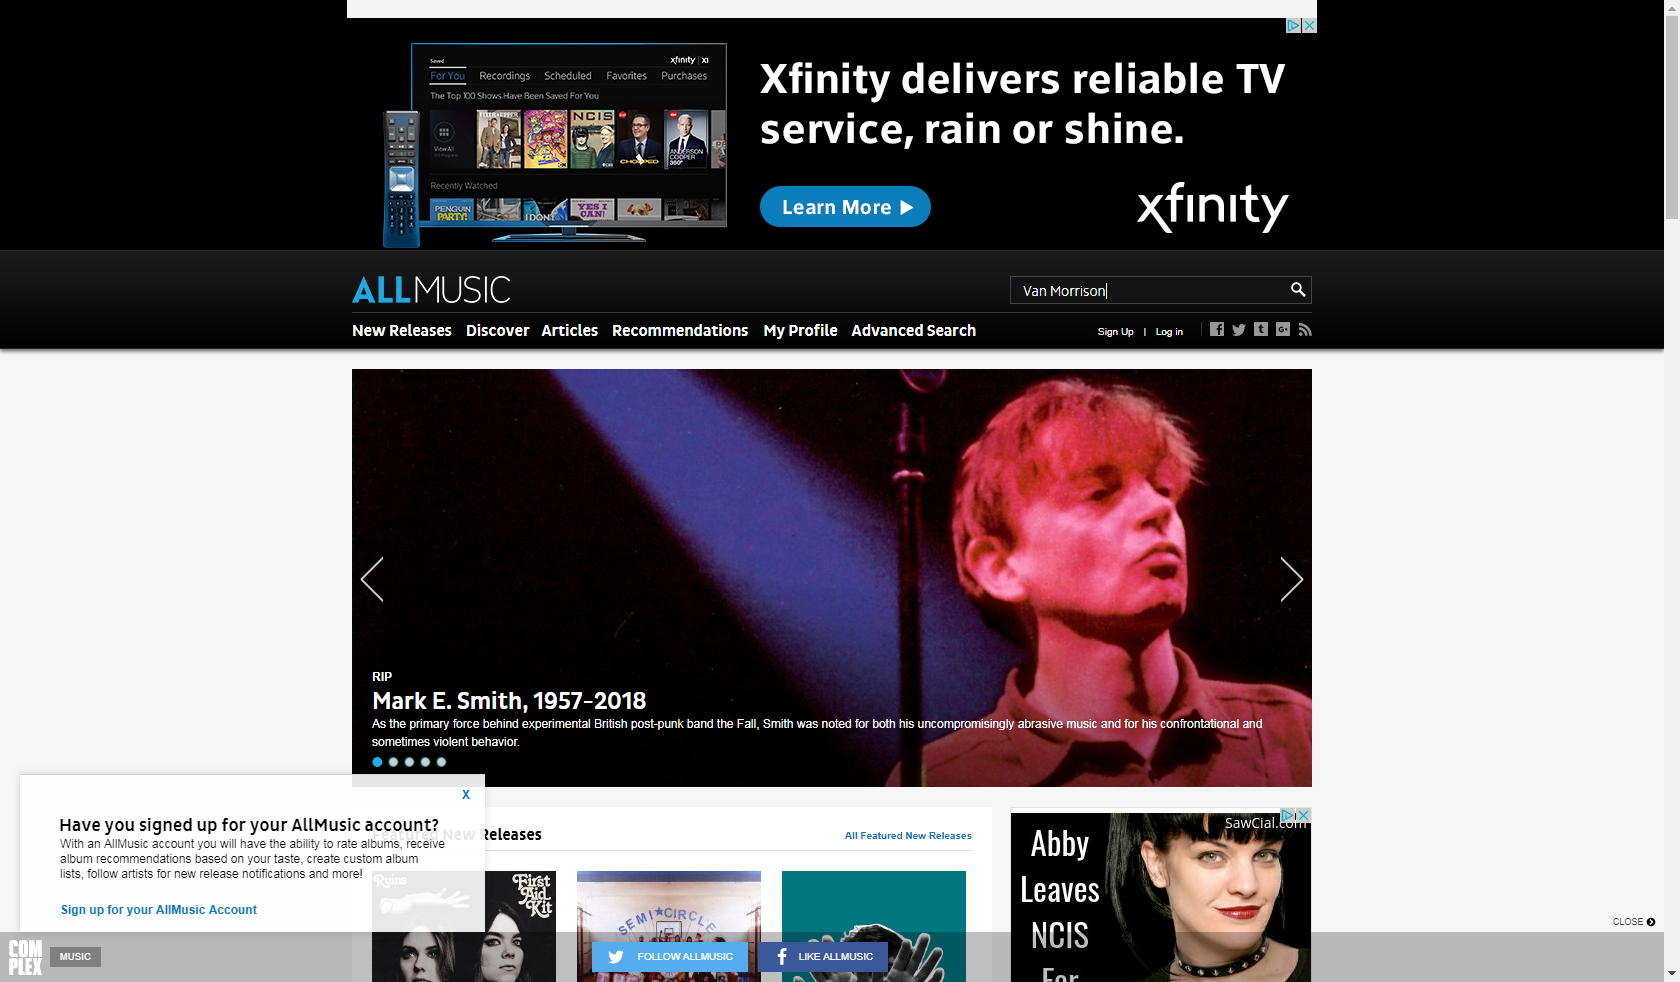 Saved
xfinity | X1
For You Recordings Scheduled Favorites Purchases
The Top 100 Shows Have Been Saved For You
View All
FIXER UPPER
NCIS
CHOPPED
ANDERSON COOPER 360°
Recently Watched
PENGUIN PARTY!
I DON'T
YES I CAN!
Xfinity delivers reliable TV
service, rain or shine.
Learn More
xfinity
ALLMUSIC
Van Morrison
New Releases Discover Articles Recommendations My Profile Advanced Search
Sign Up | Log in
RIP
Mark E. Smith, 1957-2018
As the primary force behind experimental British post-punk band the Fall, Smith was noted for both his uncompromisingly abrasive music and for his confrontational and
sometimes violent behavior.
X
Have you signed up for your AllMusic account?
With an AllMusic account you will have the ability to rate albums, receive
album recommendations based on your taste, create custom album
lists, follow artists for new release notifications and more!
Sign up for your AllMusic Account
Featured New Releases
All Featured New Releases
Ruins
First Aid Kit
SEMICIRCLE
SawCial.com
Abby
Leaves
NCIS
For
CLOSE
COMPLEX
MUSIC
FOLLOW ALLMUSIC
LIKE ALLMUSIC